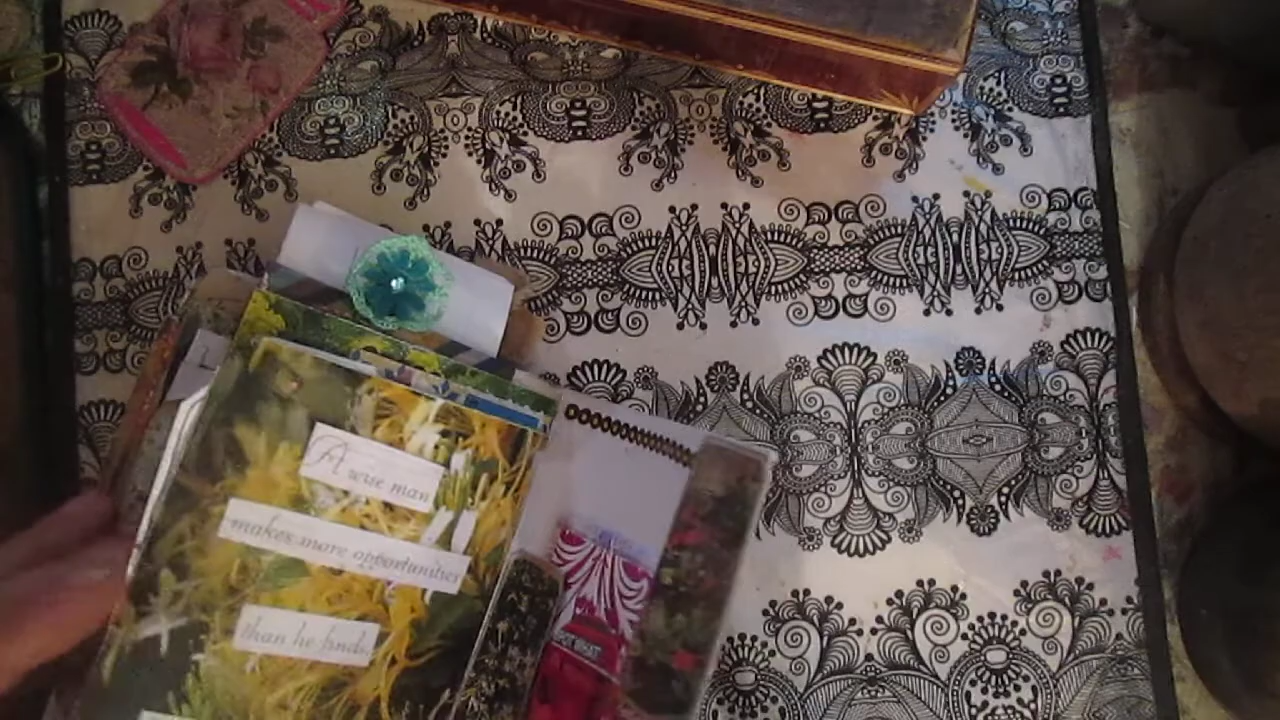 A wise man
makes more opportunities
than he finds.